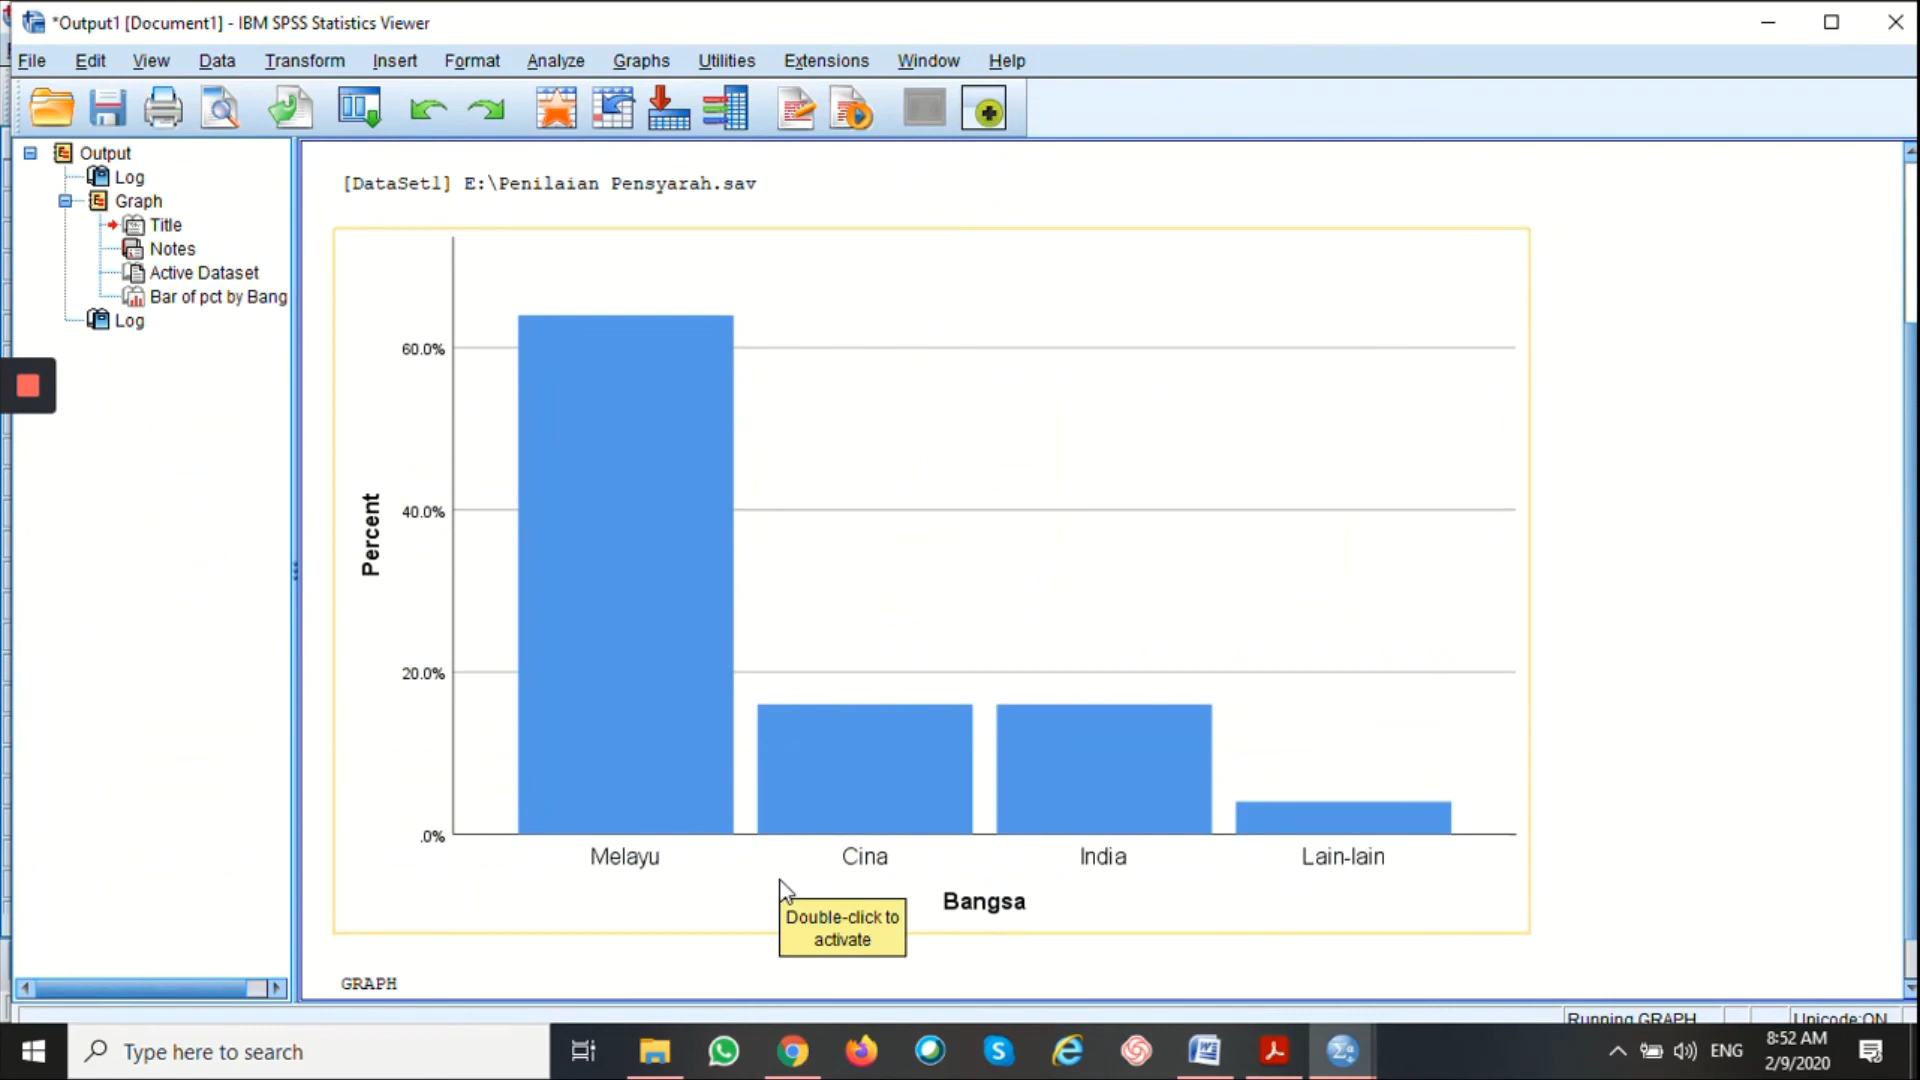 *Output1 [Document1] - IBM SPSS Statistics Viewer
File Edit View Data Transform Insert Format Analyze Graphs Utilities Extensions Window Help
Output
Log
Graph
Title
Notes
Active Dataset
Bar of pct by Bang
Log
[DataSet1] E:\Penilaian Pensyarah.sav
Percent
60.0%
40.0%
20.0%
.0%
Melayu Cina India Lain-lain
Bangsa
Double-click to
activate
GRAPH
Running GRAPH Unicode:ON
Type here to search
ENG
8:52 AM
2/9/2020